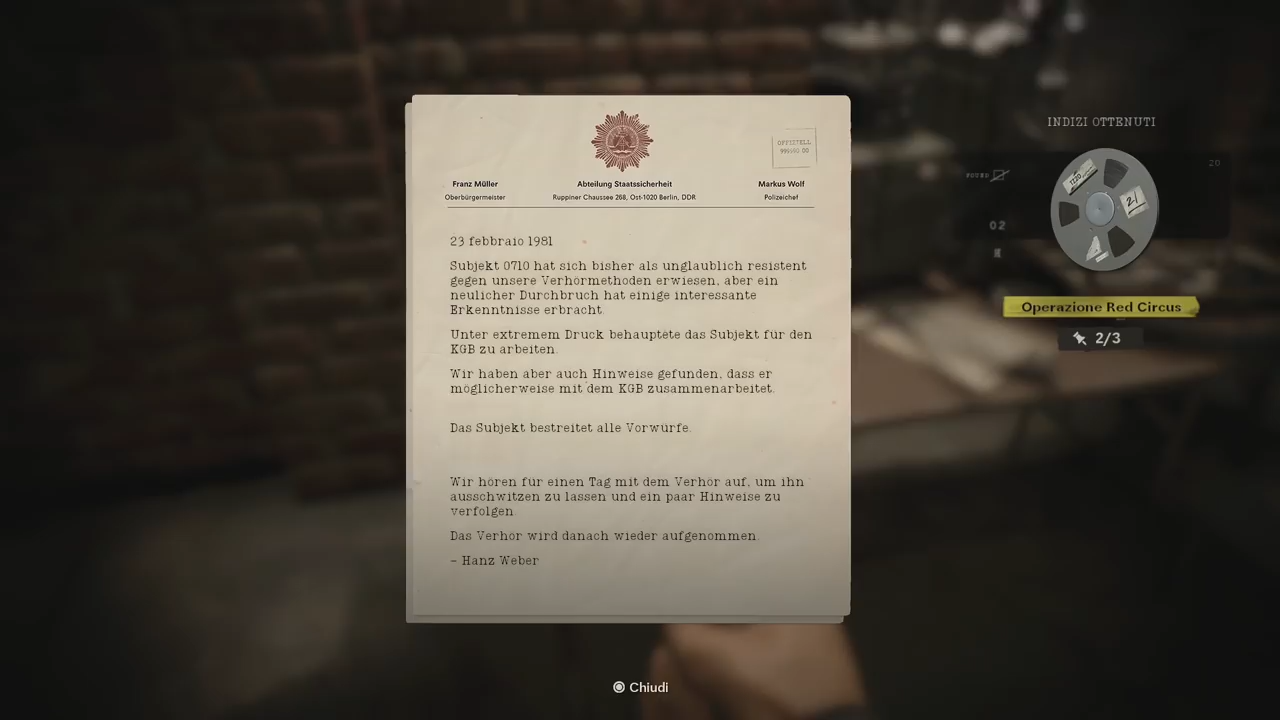 INDIZI OTTENUTI
Franz Müller
Oberbürgermeister
Abteilung Staatssicherheit
Ruppiner Chaussee 268, Ost-1020 Berlin, DDR
Markus Wolf
Polizeichef
23 febbraio 1981
Subjekt 0710 hat sich bisher als unglaublich resistent
gegen unsere Verhörmethoden erwiesen, aber ein
neulicher Durchbruch hat einige interessante
Erkenntnisse erbracht.
Unter extremem Druck behauptete das Subjekt für den
KGB zu arbeiten.
Wir haben aber auch Hinweise gefunden, dass er
möglicherweise mit dem KGB zusammenarbeitet.
Das Subjekt bestreitet alle Vorwürfe.
Wir hören für einen Tag mit dem Verhör auf, um ihn
ausschwitzen zu lassen und ein paar Hinweise zu
verfolgen.
Das Verhör wird danach wieder aufgenommen.
– Hanz Weber
20
02
2-1
Operazione Red Circus
2/3
Chiudi